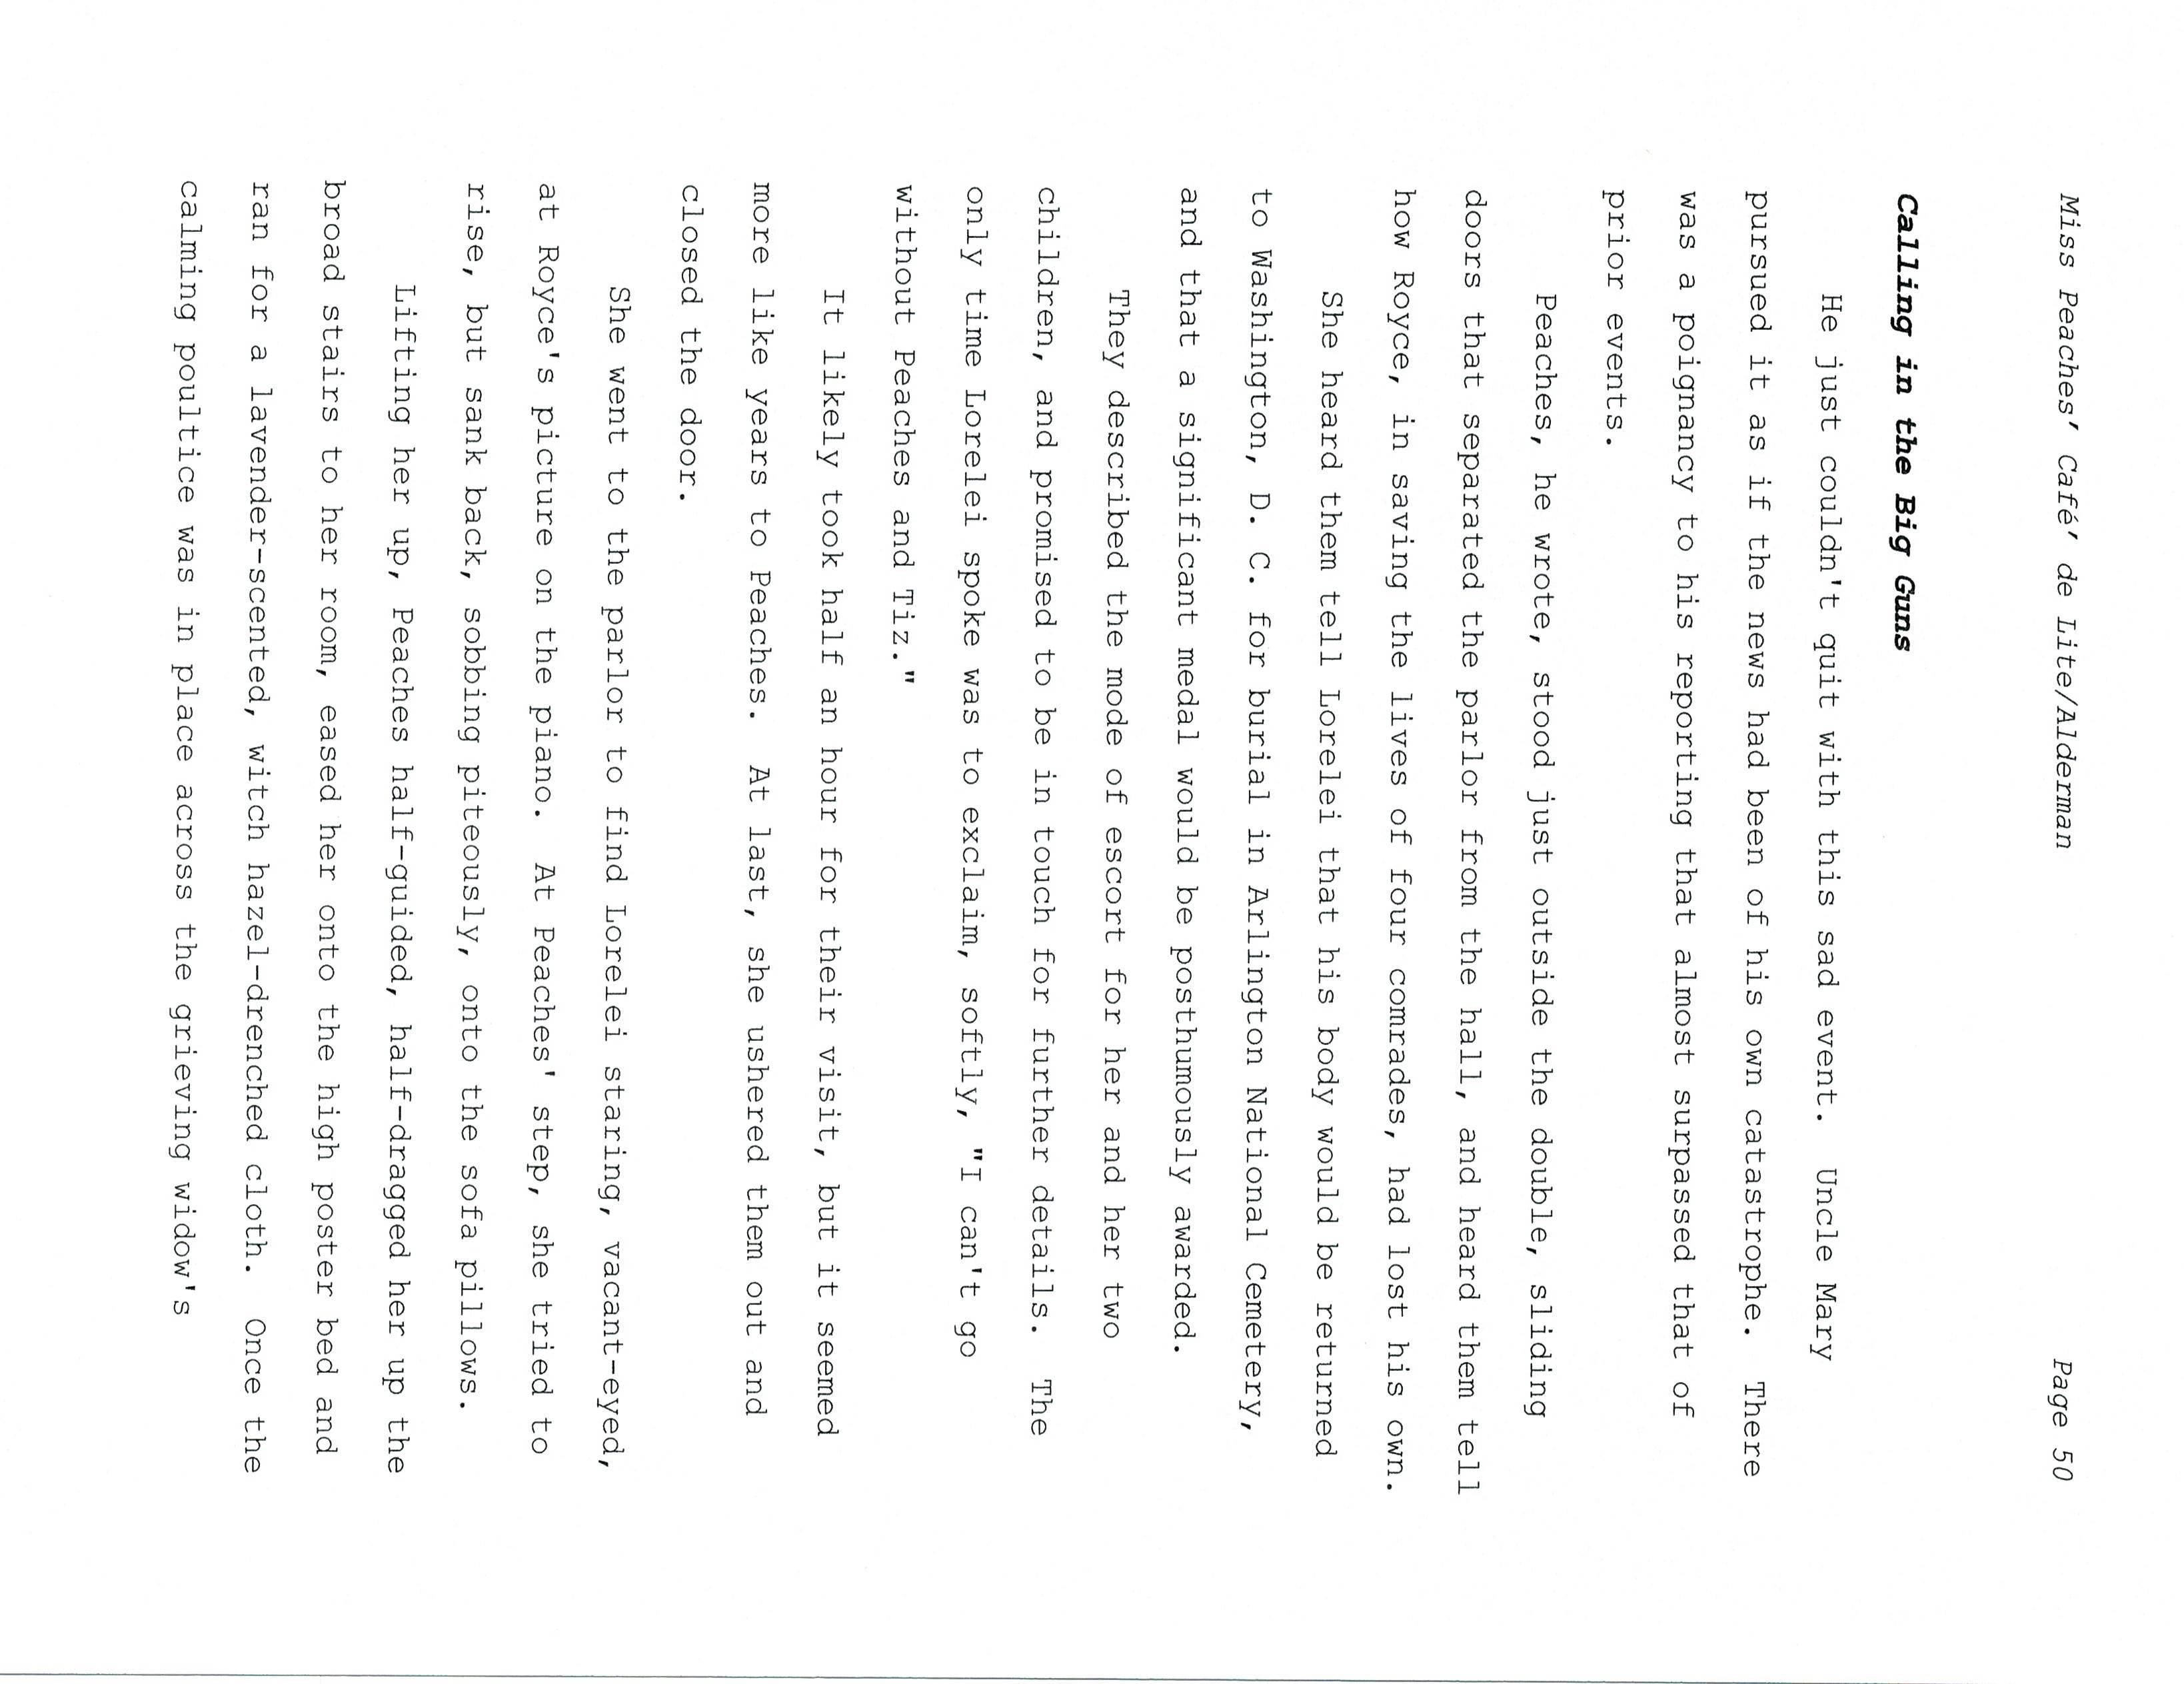 Miss Peaches’ Café’ de Lite/Alderman Page 50
Calling in the Big Guns
He just couldn't quit with this sad event. Uncle Mary
pursued it as if the news had been of his own catastrophe. There
was a poignancy to his reporting that almost surpassed that of
prior events.
Peaches, he wrote, stood just outside the double, sliding
doors that separated the parlor from the hall, and heard them tell
how Royce, in saving the lives of four comrades, had lost his own.
She heard them tell Lorelei that his body would be returned
to Washington, D. C. for burial in Arlington National Cemetery,
and that a significant medal would be posthumously awarded.
They described the mode of escort for her and her two
children, and promised to be in touch for further details. The
only time Lorelei spoke was to exclaim, softly, "I can't go
without Peaches and Tiz."
It likely took half an hour for their visit, but it seemed
more like years to Peaches. At last, she ushered them out and
closed the door.
She went to the parlor to find Lorelei staring, vacant-eyed,
at Royce's picture on the piano. At Peaches' step, she tried to
rise, but sank back, sobbing piteously, onto the sofa pillows.
Lifting her up, Peaches half-guided, half-dragged her up the
broad stairs to her room, eased her onto the high poster bed and
ran for a lavender-scented, witch hazel-drenched cloth. Once the
calming poultice was in place across the grieving widow's